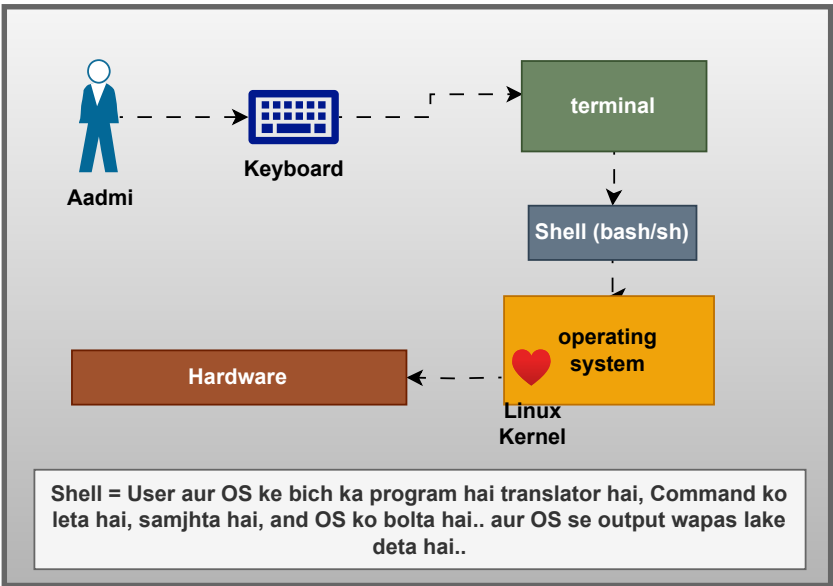 Aadmi
Keyboard
terminal
Shell (bash/sh)
operating
system
Linux
Kernel
Hardware
Shell = User aur OS ke bich ka program hai translator hai, Command ko
leta hai, samjhta hai, and OS ko bolta hai.. aur OS se output wapas lake
deta hai..